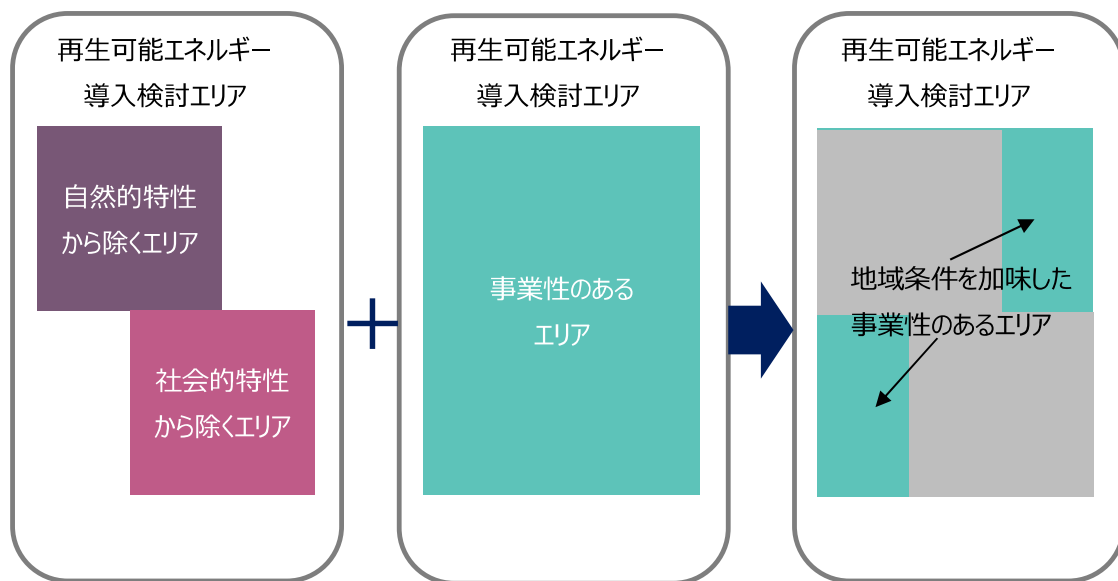 再生可能エネルギー
導入検討エリア
自然的特性
から除くエリア
社会的特性
から除くエリア
再生可能エネルギー
導入検討エリア
事業性のある
エリア
再生可能エネルギー
導入検討エリア
地域条件を加味した
事業性のあるエリア